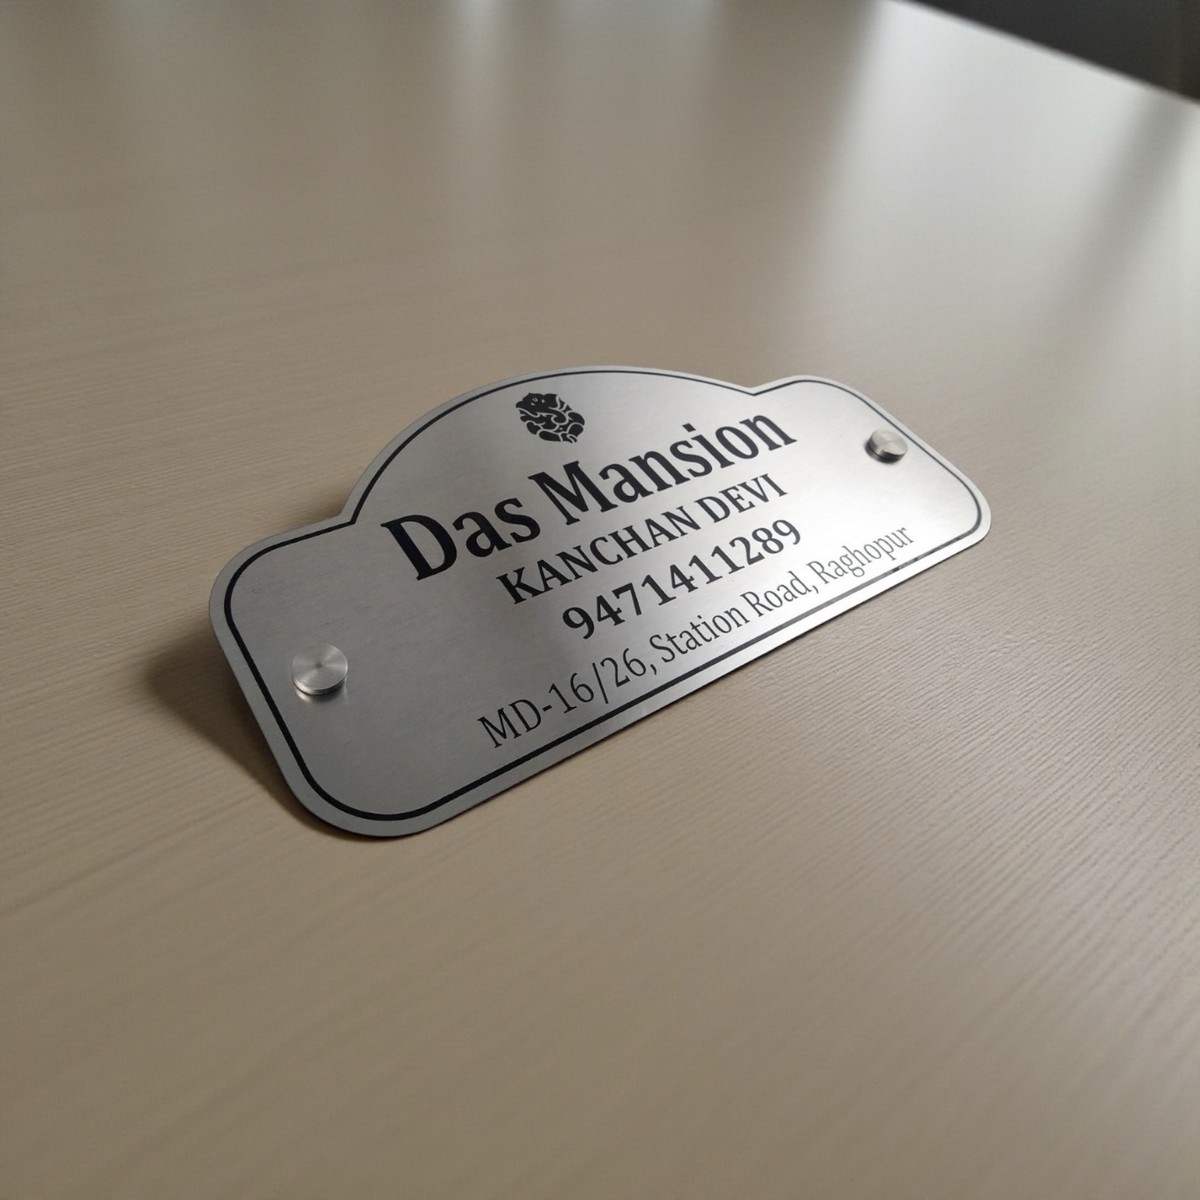 Das Mansion
KANCHAN DEVI
9471411289
MD-16/26, Station Road, Raghopur